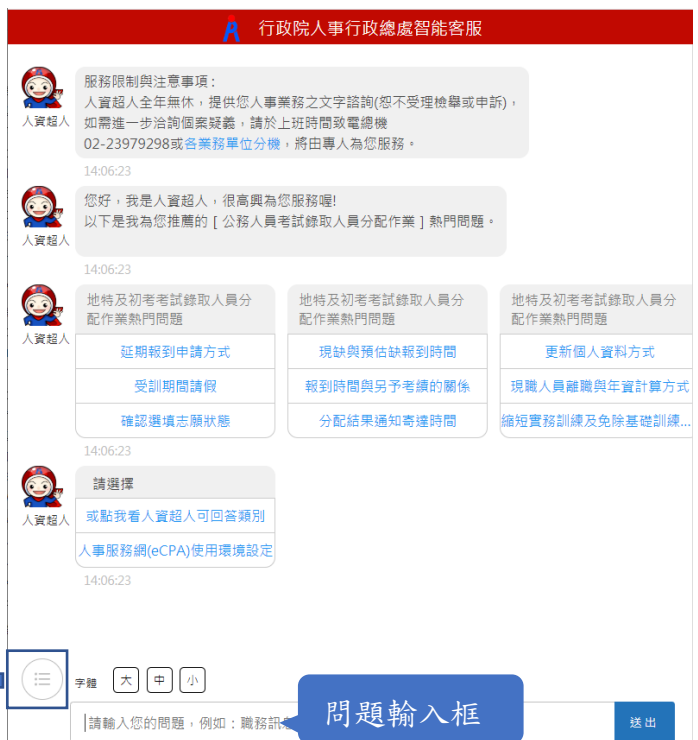 行政院人事行政總處智能客服
服務限制與注意事項:
人資超人全年無休，提供您人事業務之文字諮詢(恕不受理檢舉或申訴)，
如需進一步洽詢個案疑義，請於上班時間致電總機
02-23979298或各業務單位分機，將由專人為您服務。
人資超人
14:06:23
您好，我是人資超人，很高興為您服務喔!
以下是我為您推薦的 [ 公務人員考試錄取人員分配作業 ] 熱門問題。
人資超人
14:06:23
人資超人
地特及初考考試錄取人員分
配作業熱門問題
延期報到申請方式
受訓期間請假
確認選填志願狀態
地特及初考考試錄取人員分
配作業熱門問題
現缺與預估缺報到時間
報到時間與另予考績的關係
分配結果通知寄達時間
地特及初考考試錄取人員分
配作業熱門問題
更新個人資料方式
現職人員離職與年資計算方式
縮短實務訓練及免除基礎訓練...
14:06:23
人資超人
請選擇
或點我看人資超人可回答類別
人事服務網(eCPA)使用環境設定
14:06:23
字體 大 中 小
請輸入您的問題，例如：職務訊
問題輸入框
送出